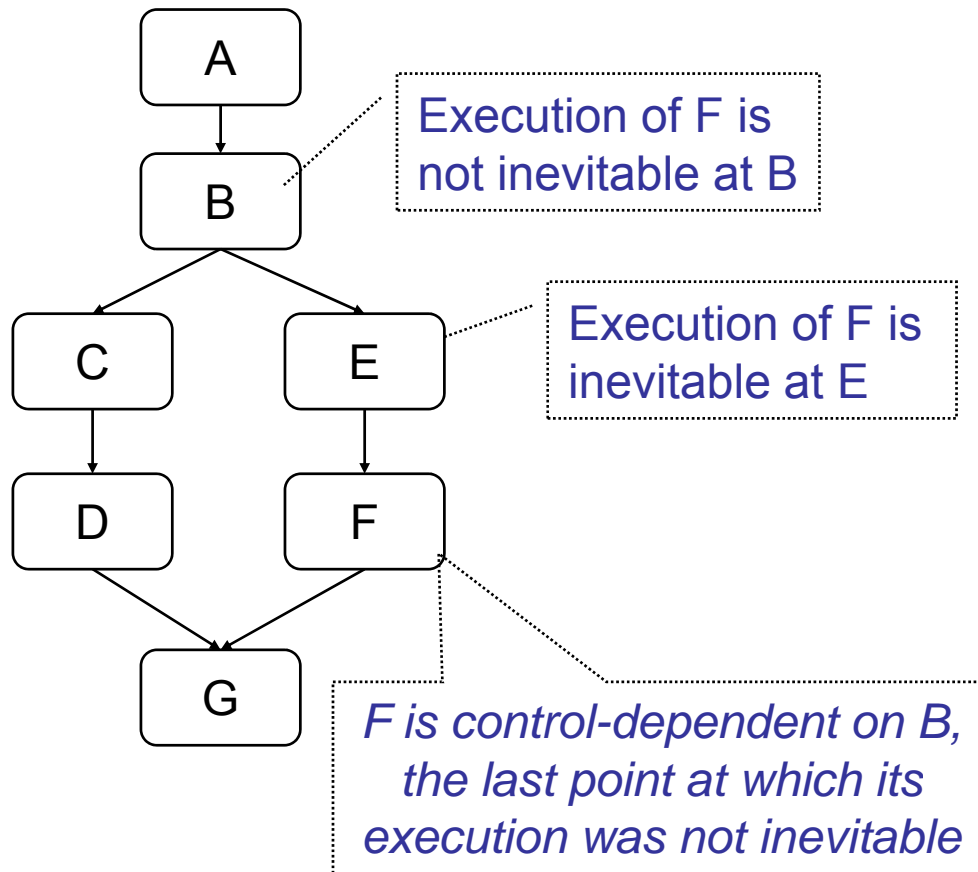 A
Execution of F is
not inevitable at B
B
Execution of F is
inevitable at E
C
E
D
F
G
F is control-dependent on B,
the last point at which its
execution was not inevitable